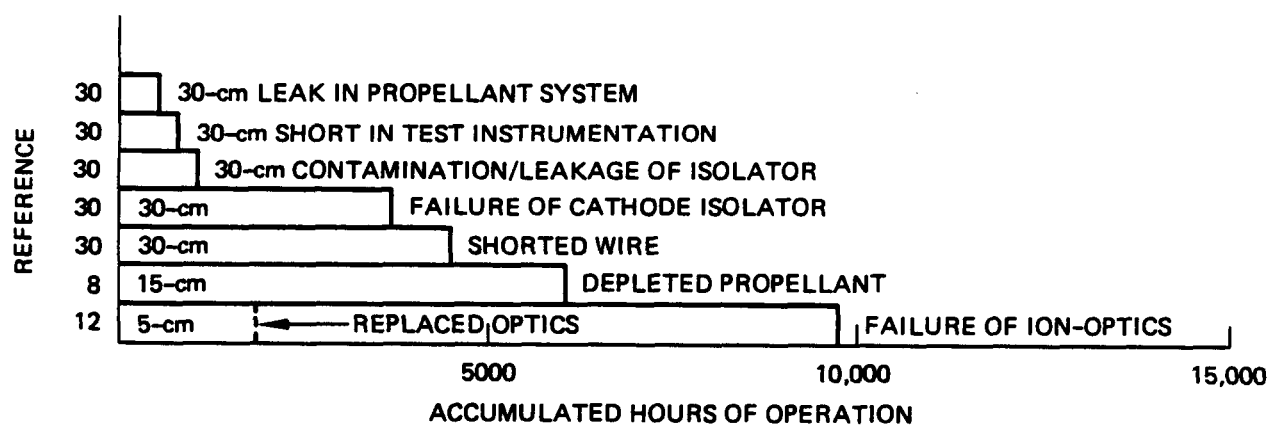 REFERENCE
30 30-cm LEAK IN PROPELLANT SYSTEM
30 30-cm SHORT IN TEST INSTRUMENTATION
30 30-cm CONTAMINATION/LEAKAGE OF ISOLATOR
30 30-cm FAILURE OF CATHODE ISOLATOR
30 30-cm SHORTED WIRE
8 15-cm DEPLETED PROPELLANT
12 5-cm REPLACED OPTICS FAILURE OF ION-OPTICS
5000 10,000 15,000
ACCUMULATED HOURS OF OPERATION